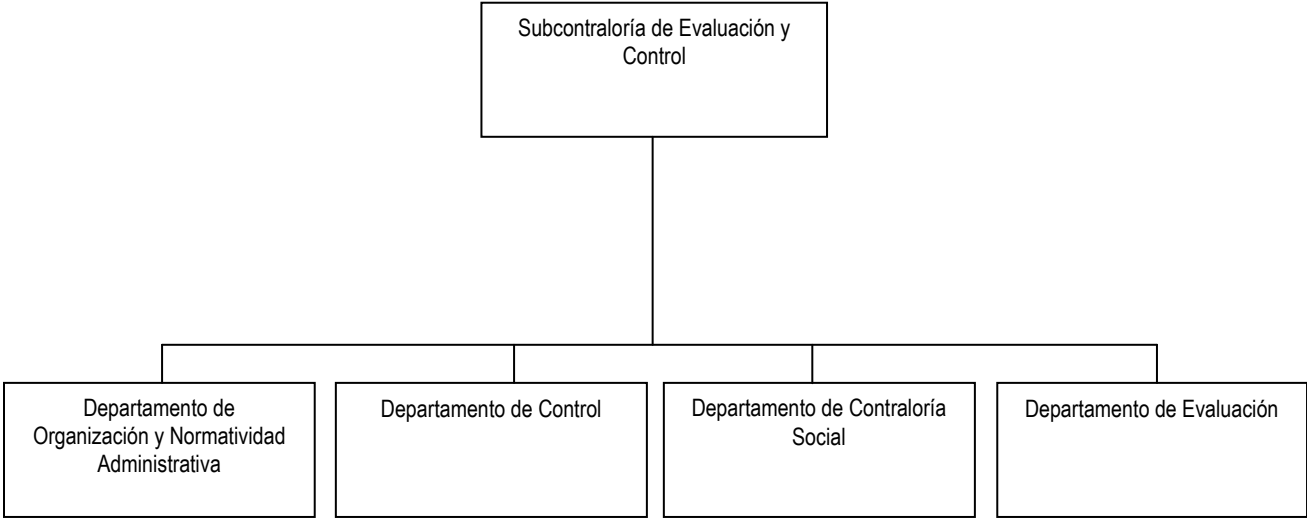 Subcontraloría de Evaluación y
Control
Departamento de
Organización y Normatividad
Administrativa
Departamento de Control
Departamento de Contraloría
Social
Departamento de Evaluación